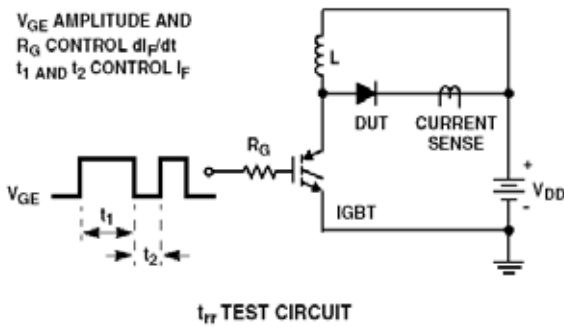 V_GE AMPLITUDE AND
R_G CONTROL dI_F/dt
t_1 AND t_2 CONTROL I_F
L
DUT
CURRENT
SENSE
R_G
+
V_DD
-
V_GE
t_1
t_2
IGBT
t_rr TEST CIRCUIT